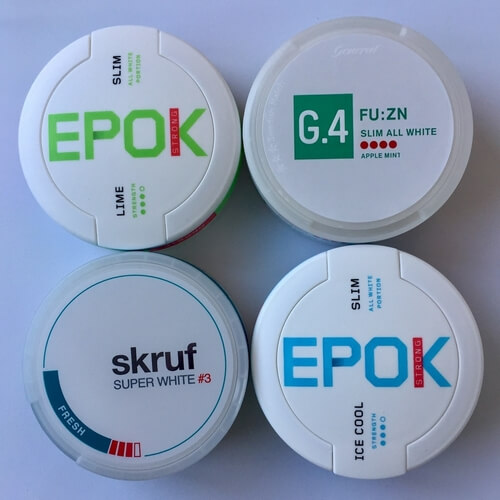 SLIM
ALL WHITE
PORTION
EPOK
STRONG
LIME
STRENGTH
General
G.4
FU:ZN
SLIM ALL WHITE
APPLE MINT
skruf
SUPER WHITE #3
FRESH
SLIM
ALL WHITE
PORTION
EPOK
STRONG
ICE COOL
STRENGTH